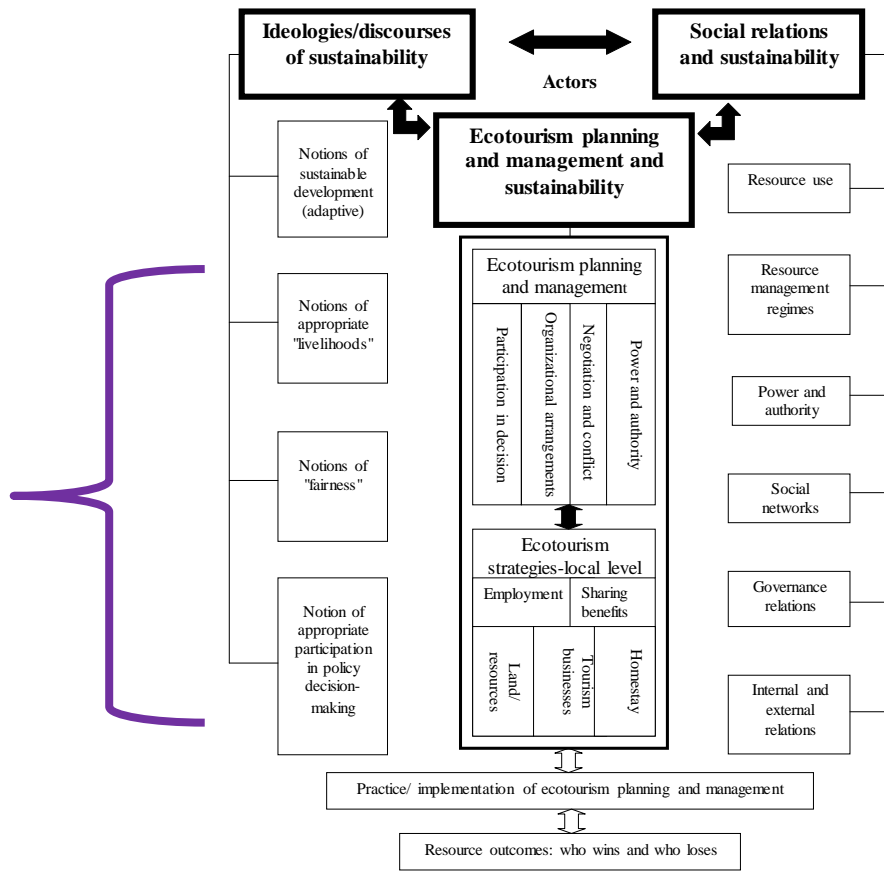 Ideologies/discourses
of sustainability
Social relations
and sustainability
Actors
Ecotourism planning
and management and
sustainability
Notions of
sustainable
development
(adaptive)
Notions of
appropriate
"livelihoods"
Notions of
"fairness"
Notion of
appropriate
participation
in policy
decision-
making
Ecotourism planning
and management
Participation in decision
Organizational
arrangements
Negotiation and conflict
Power and authority
Ecotourism
strategies-local level
Employment
Sharing
benefits
Land/
resources
Tourism
businesses
Homestay
Resource use
Resource
management
regimes
Power and
authority
Social
networks
Governance
relations
Internal and
external
relations
Practice/ implementation of ecotourism planning and management
Resource outcomes: who wins and who loses